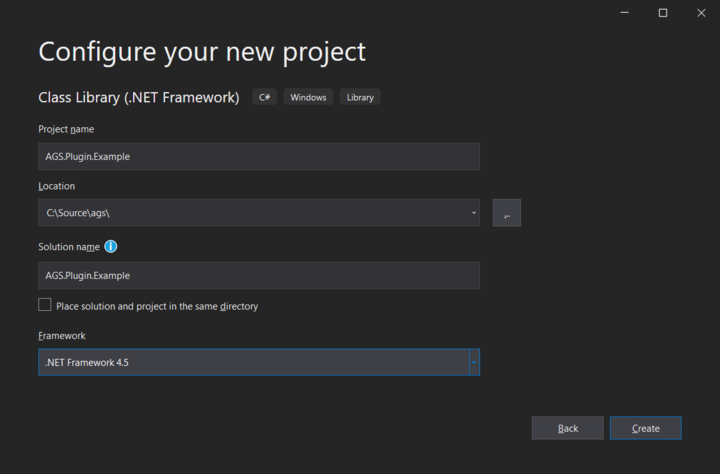 Configure your new project
Class Library (.NET Framework) C# Windows Library
Project name
AGS.Plugin.Example
Location
C:\Source\ags\
...
Solution name
AGS.Plugin.Example
Place solution and project in the same directory
Framework
.NET Framework 4.5
Back Create